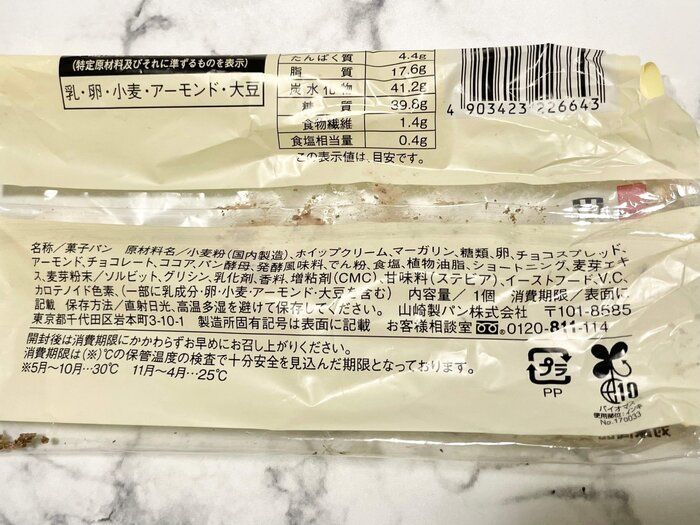 (特定原材料及びそれに準ずるものを表示)
乳・卵・小麦・アーモンド・大豆
たんぱく質 4.4g
脂質 17.6g
炭水化物 41.2g
糖質 39.8g
食物繊維 1.4g
食塩相当量 0.4g
この表示値は、目安です。
4 903423 226643
名称/菓子パン 原材料名/小麦粉(国内製造)、ホイップクリーム、マーガリン、糖類、卵、チョコスプレッド、
アーモンド、チョコレート、ココア、パン酵母、発酵風味料、でん粉、食塩、植物油脂、ショートニング、麦芽エキ
ス、麦芽粉末/ソルビット、グリシン、乳化剤、香料、増粘剤(CMC)、甘味料(ステビア)、イーストフード、V.C、
カロテノイド色素、(一部に乳成分・卵・小麦・アーモンド・大豆を含む) 内容量/1個 消費期限/表面に
記載 保存方法/直射日光、高温多湿を避けて保存してください。 山崎製パン株式会社 〒101-8585
東京都千代田区岩本町3-10-1 製造所固有記号は表面に記載 お客様相談室 0120-811-114
開封後は消費期限にかかわらずお早めにお召し上がりください。
消費期限は(※)℃の保管温度の検査で十分安全を見込んだ期限となっております。
※5月〜10月…30℃ 11月〜4月…25℃
プラ
PP
10
バイオマス
使用部位:インキ
No.170033